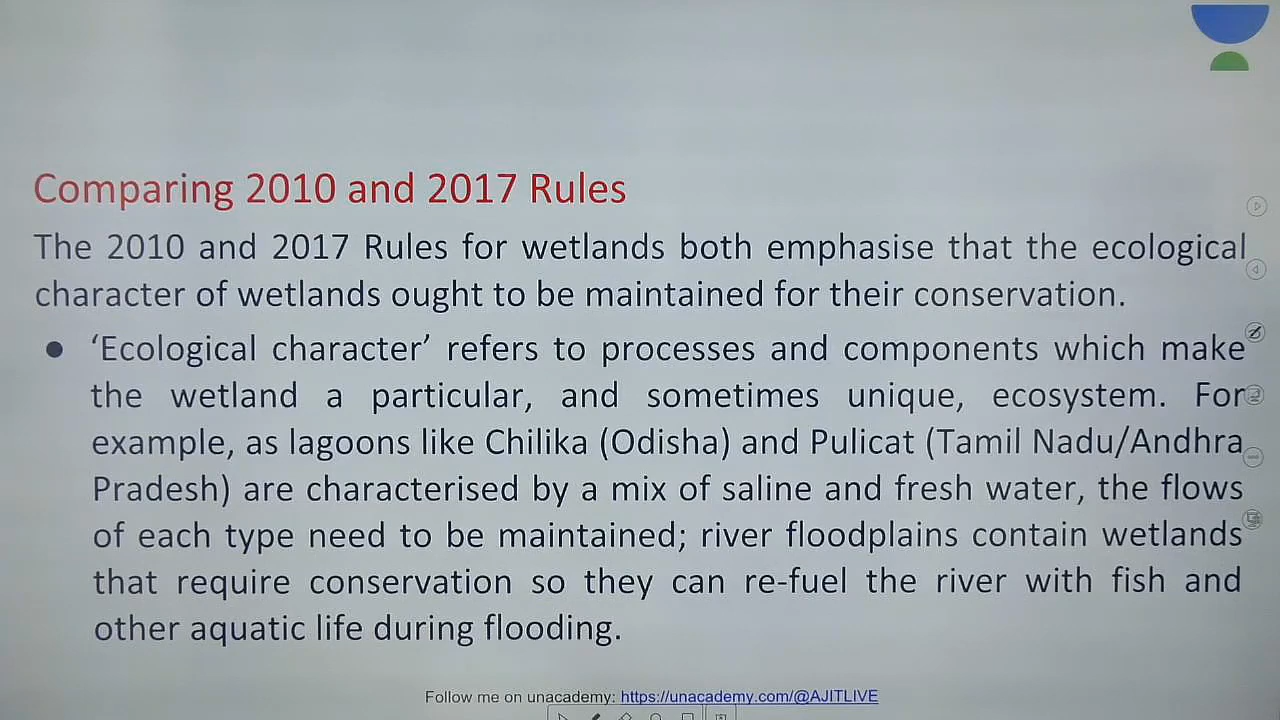 Comparing 2010 and 2017 Rules
The 2010 and 2017 Rules for wetlands both emphasise that the ecological
character of wetlands ought to be maintained for their conservation.
● ‘Ecological character’ refers to processes and components which make
the wetland a particular, and sometimes unique, ecosystem. For
example, as lagoons like Chilika (Odisha) and Pulicat (Tamil Nadu/Andhra
Pradesh) are characterised by a mix of saline and fresh water, the flows
of each type need to be maintained; river floodplains contain wetlands
that require conservation so they can re-fuel the river with fish and
other aquatic life during flooding.
Follow me on unacademy: https://unacademy.com/@AJITLIVE